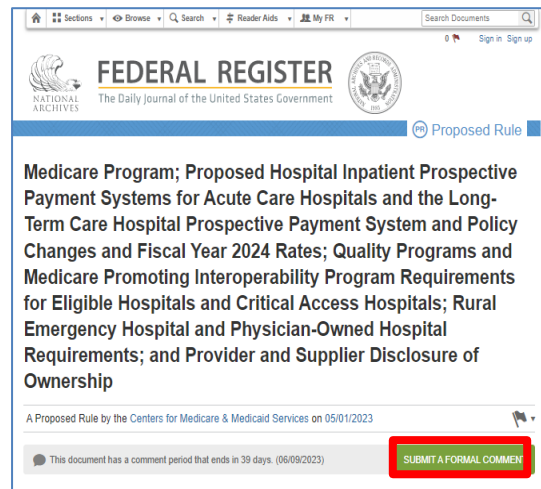 Sections Browse Search Reader Aids My FR Search Documents
0 Sign in Sign up
NATIONAL ARCHIVES
FEDERAL REGISTER
The Daily Journal of the United States Government
PR Proposed Rule
Medicare Program; Proposed Hospital Inpatient Prospective
Payment Systems for Acute Care Hospitals and the Long-
Term Care Hospital Prospective Payment System and Policy
Changes and Fiscal Year 2024 Rates; Quality Programs and
Medicare Promoting Interoperability Program Requirements
for Eligible Hospitals and Critical Access Hospitals; Rural
Emergency Hospital and Physician-Owned Hospital
Requirements; and Provider and Supplier Disclosure of
Ownership
A Proposed Rule by the Centers for Medicare & Medicaid Services on 05/01/2023
This document has a comment period that ends in 39 days. (06/09/2023) SUBMIT A FORMAL COMMENT